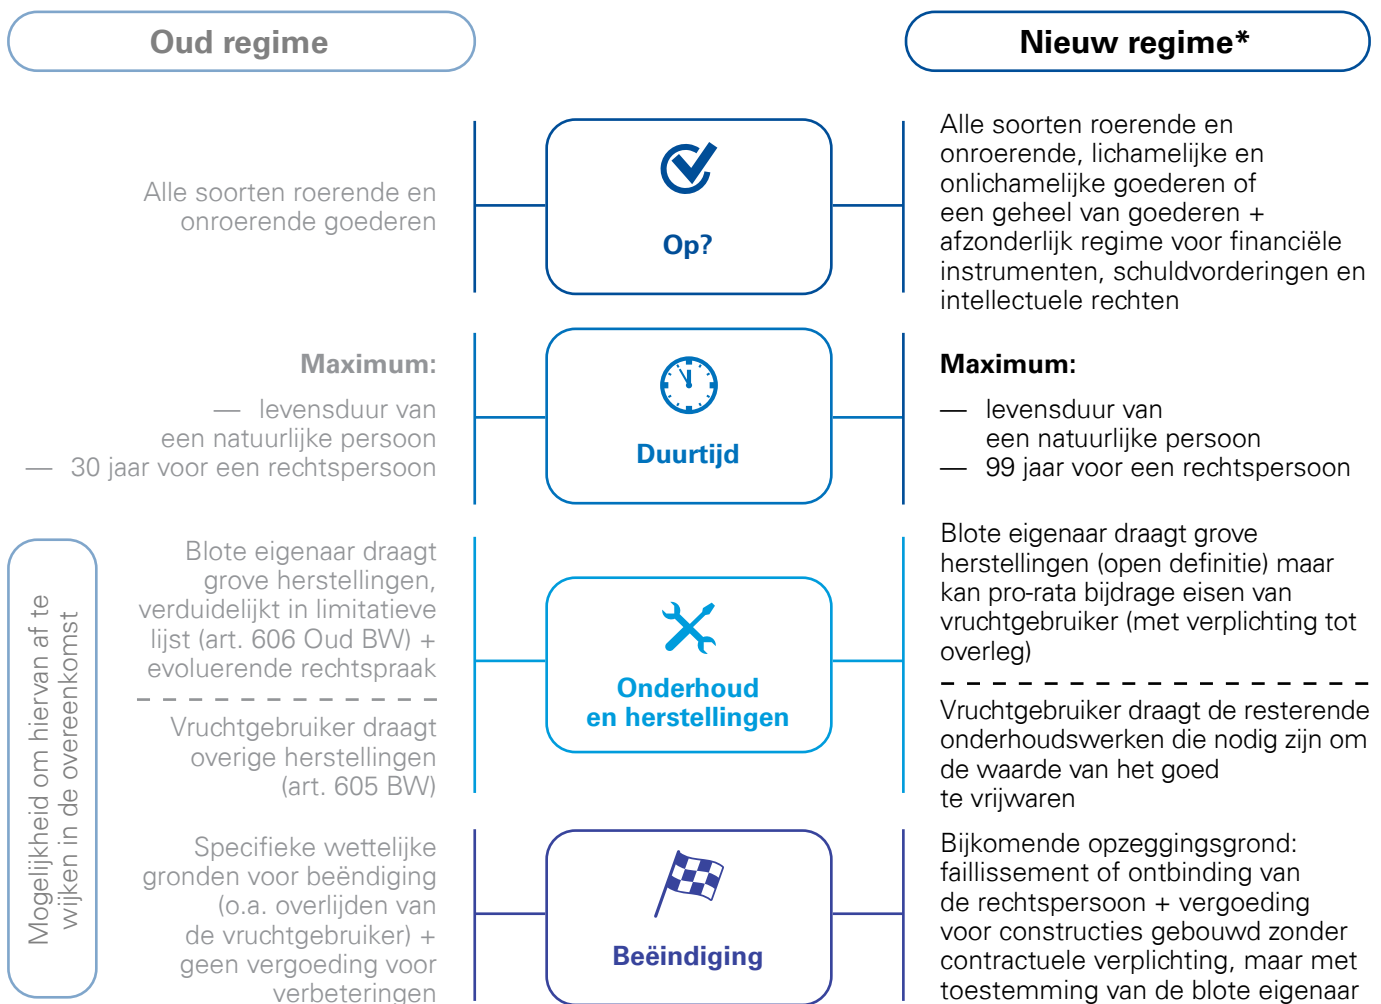 Oud regime
Nieuw regime*
Alle soorten roerende en
onroerende goederen
Op?
Alle soorten roerende en
onroerende, lichamelijke en
onlichamelijke goederen of
een geheel van goederen +
afzonderlijk regime voor financiële
instrumenten, schuldvorderingen en
intellectuele rechten
Maximum:
— levensduur van
een natuurlijke persoon
— 30 jaar voor een rechtspersoon
Duurtijd
Maximum:
— levensduur van
een natuurlijke persoon
— 99 jaar voor een rechtspersoon
Mogelijkheid om hiervan af te
wijken in de overeenkomst
Blote eigenaar draagt
grove herstellingen,
verduidelijkt in limitatieve
lijst (art. 606 Oud BW) +
evoluerende rechtspraak
Vruchtgebruiker draagt
overige herstellingen
(art. 605 BW)
Onderhoud
en herstellingen
Blote eigenaar draagt grove
herstellingen (open definitie) maar
kan pro-rata bijdrage eisen van
vruchtgebruiker (met verplichting tot
overleg)
Vruchtgebruiker draagt de resterende
onderhoudswerken die nodig zijn om
de waarde van het goed
te vrijwaren
Specifieke wettelijke
gronden voor beëndiging
(o.a. overlijden van
de vruchtgebruiker) +
geen vergoeding voor
verbeteringen
Beëindiging
Bijkomende opzeggingsgrond:
faillissement of ontbinding van
de rechtspersoon + vergoeding
voor constructies gebouwd zonder
contractuele verplichting, maar met
toestemming van de blote eigenaar